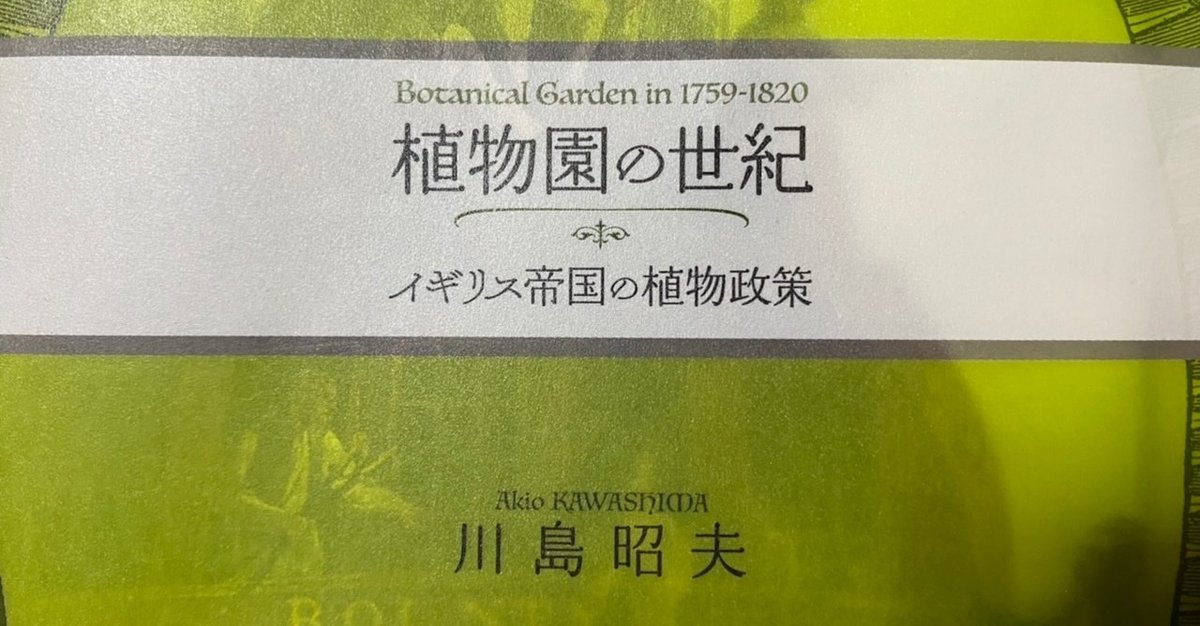 Botanical Garden in 1759-1820
植物園の世紀
イギリス帝国の植物政策
Akio KAWASHIMA
川島昭夫